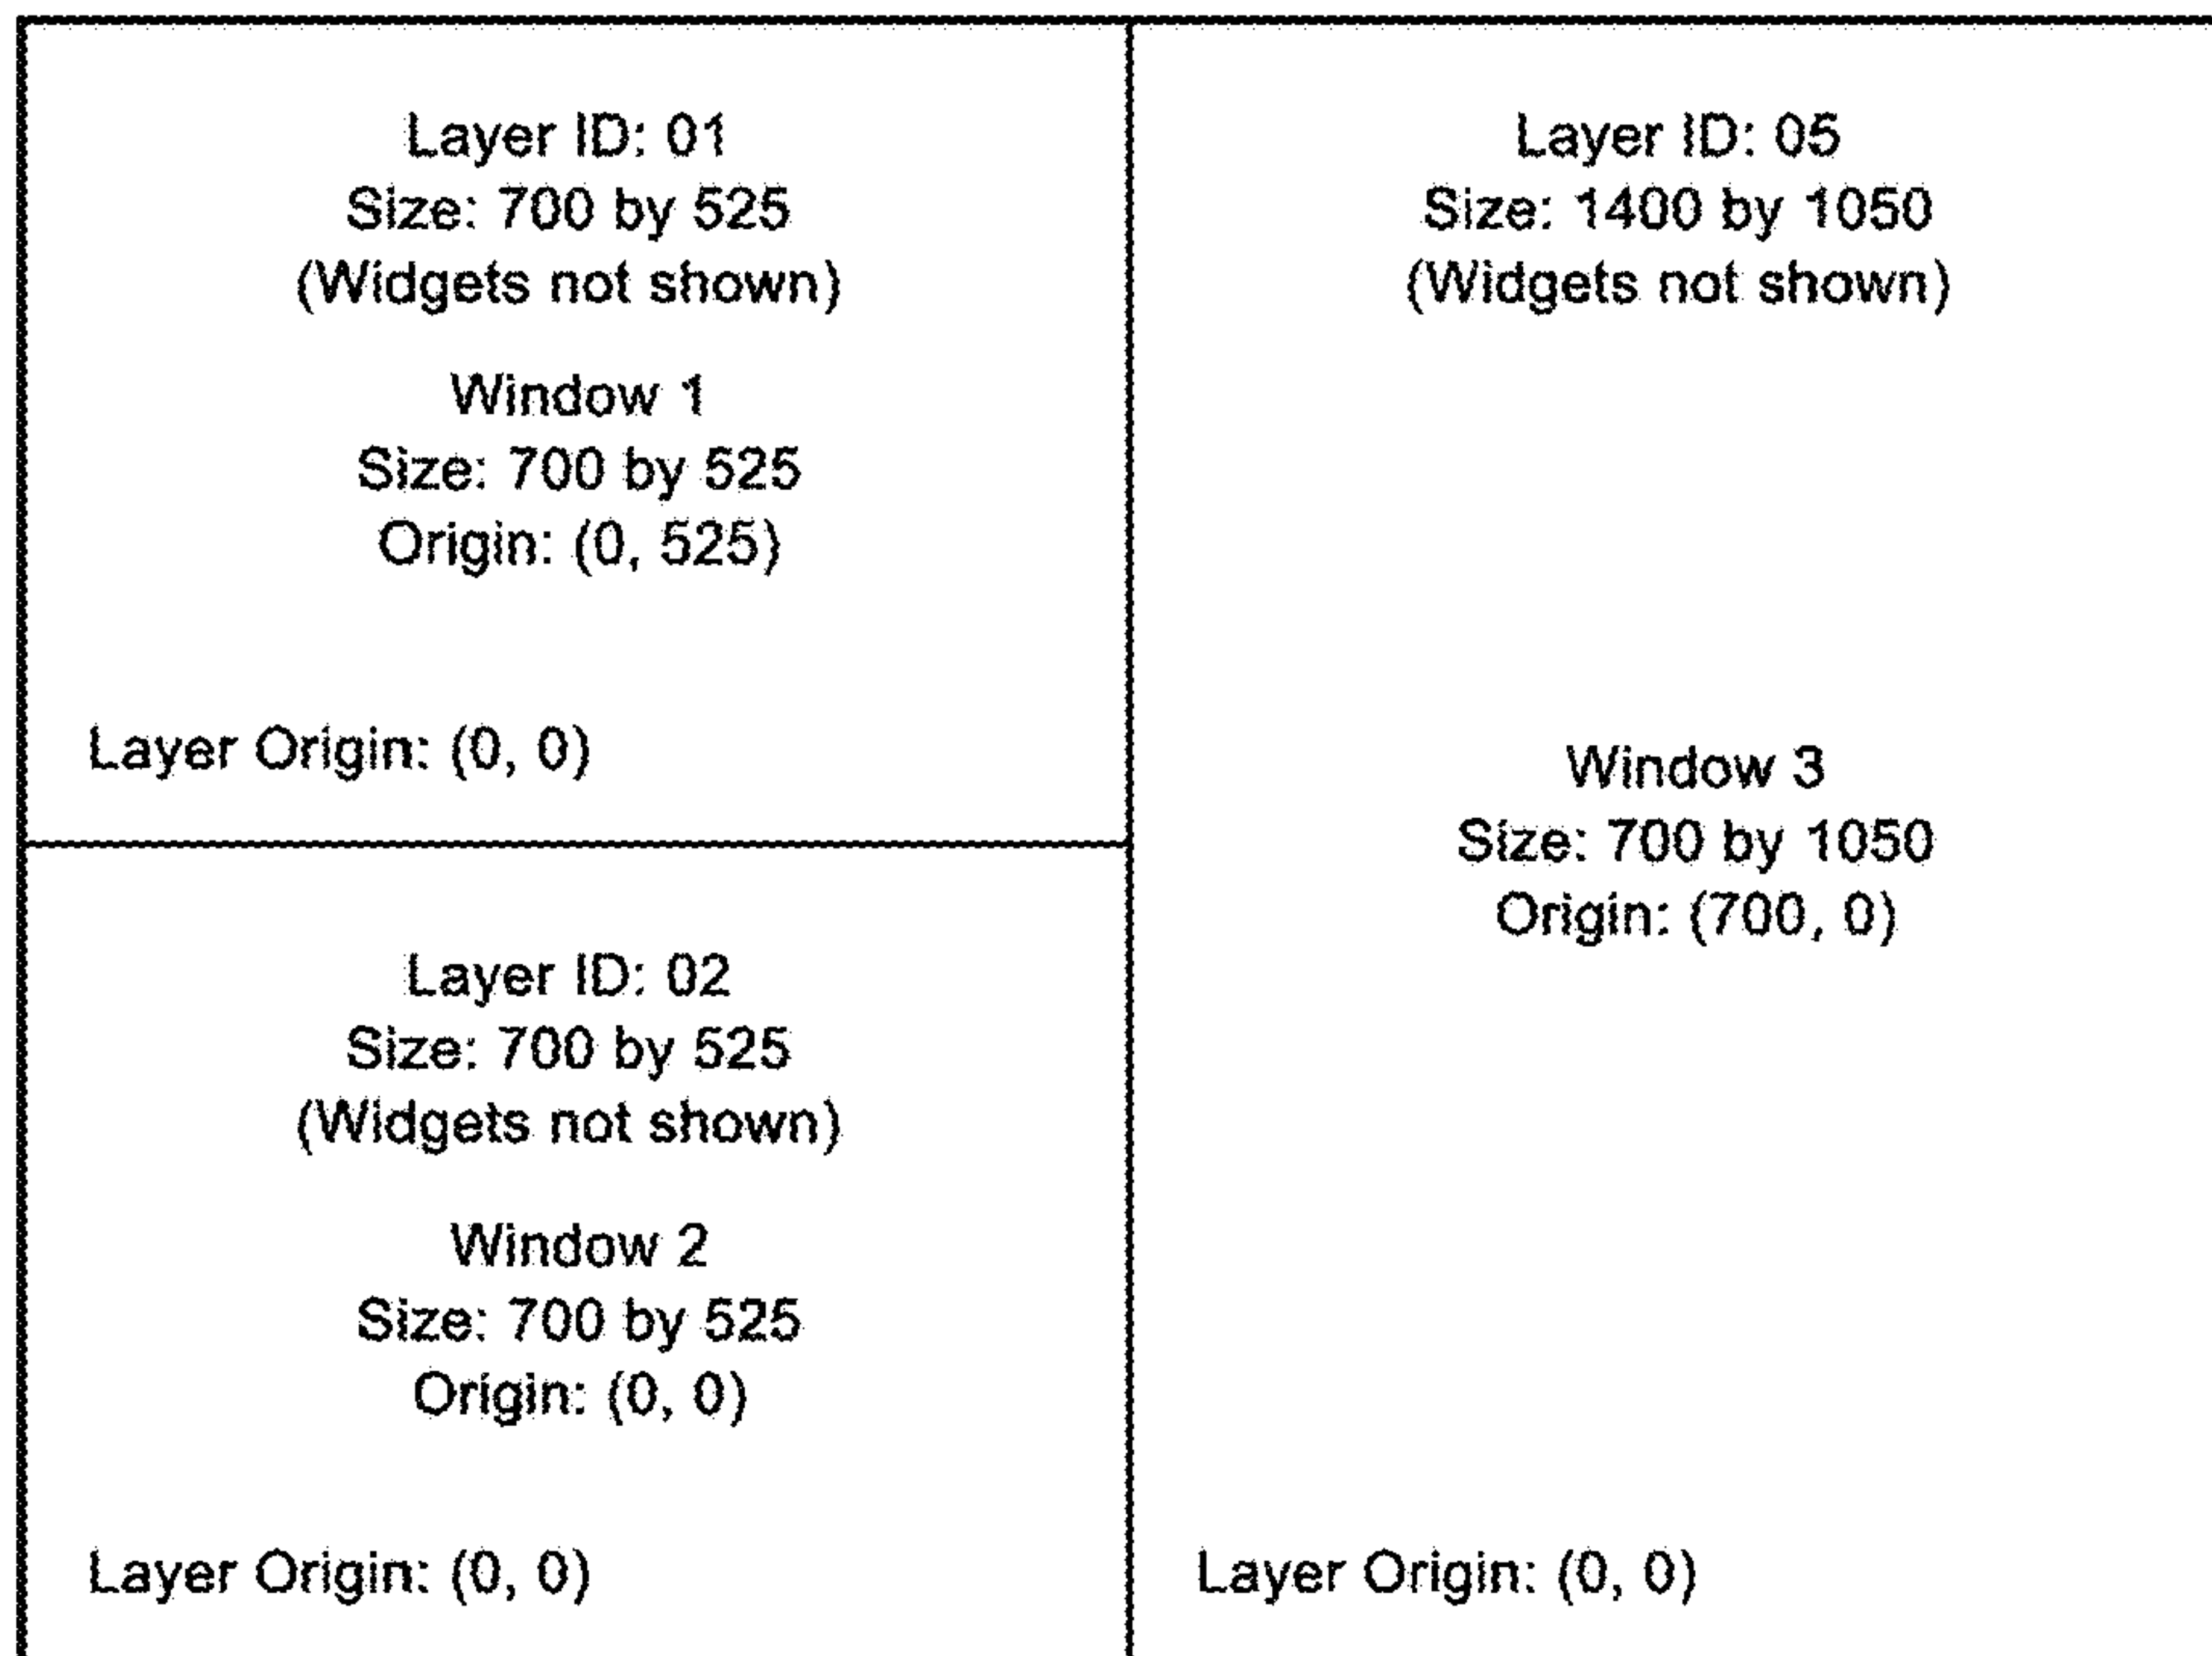 Layer ID: 01
Size: 700 by 525
(Widgets not shown)
Window 1
Size: 700 by 525
Origin: (0, 525)
Layer Origin: (0, 0)
Layer ID: 02
Size: 700 by 525
(Widgets not shown)
Window 2
Size: 700 by 525
Origin: (0, 0)
Layer Origin: (0, 0)
Layer ID: 05
Size: 1400 by 1050
(Widgets not shown)
Window 3
Size: 700 by 1050
Origin: (700, 0)
Layer Origin: (0, 0)